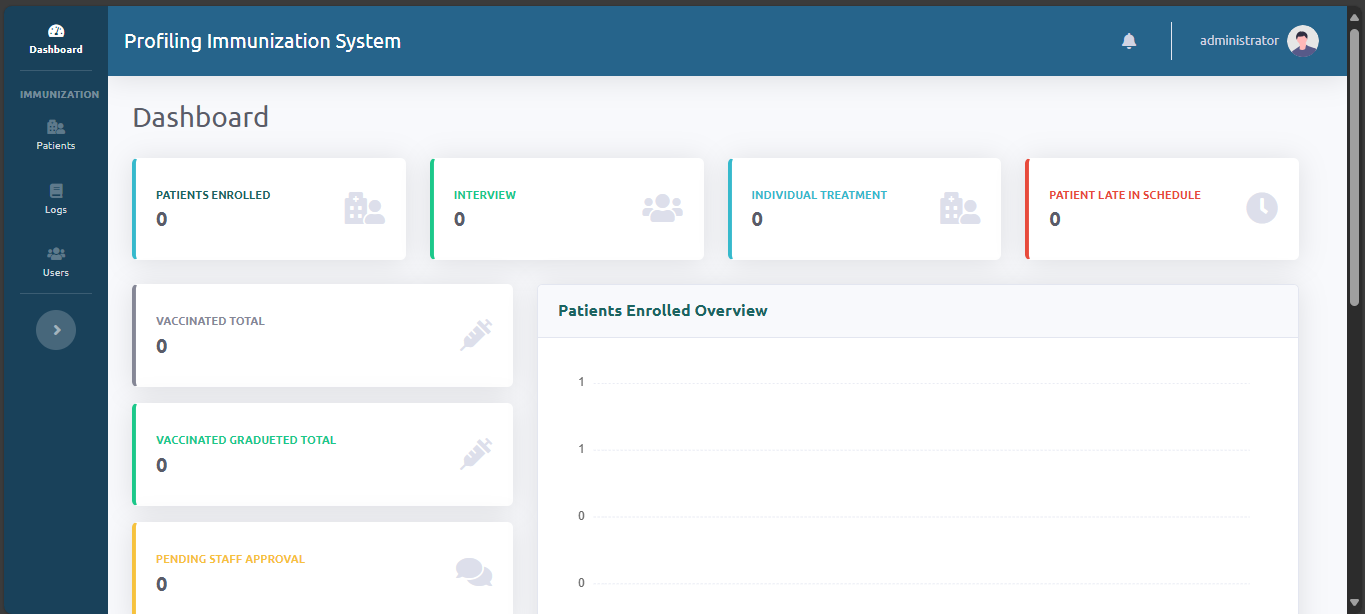 Dashboard
IMMUNIZATION
Patients
Logs
Users
Profiling Immunization System
administrator
Dashboard
PATIENTS ENROLLED
0
INTERVIEW
0
INDIVIDUAL TREATMENT
0
PATIENT LATE IN SCHEDULE
0
VACCINATED TOTAL
0
VACCINATED GRADUETED TOTAL
0
PENDING STAFF APPROVAL
0
Patients Enrolled Overview
1
1
0
0